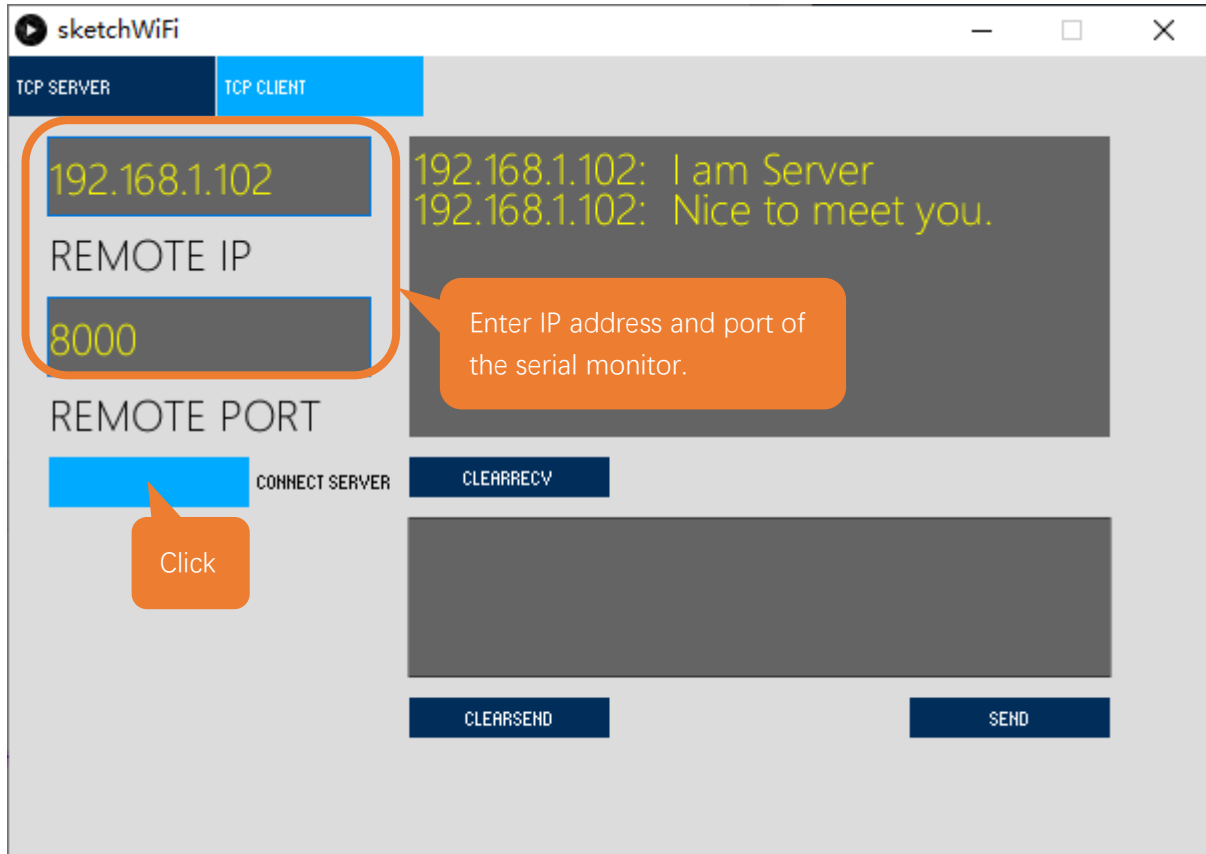 sketchWiFi
TCP SERVER
TCP CLIENT
192.168.1.102
REMOTE IP
8000
REMOTE PORT
CONNECT SERVER
Click
192.168.1.102: I am Server
192.168.1.102: Nice to meet you.
Enter IP address and port of
the serial monitor.
CLEARRECV
CLEARSEND
SEND